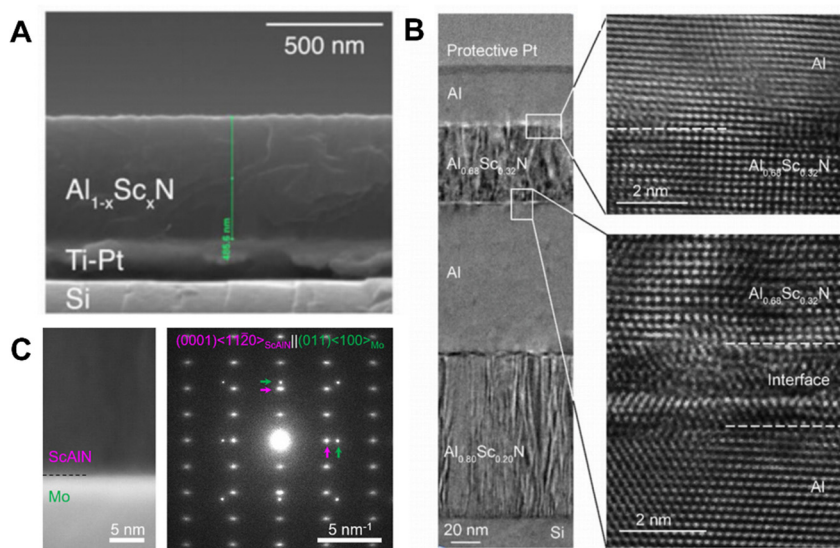 A
500 nm
Al₁₋ₓScₓN
485.6 nm
Ti-Pt
Si
B
Protective Pt
Al
Al₀.₆₈Sc₀.₃₂N
Al
Al₀.₈₀Sc₀.₂₀N
Si
20 nm
Al
Al₀.₆₈Sc₀.₃₂N
2 nm
Al₀.₆₈Sc₀.₃₂N
Interface
Al
2 nm
C
ScAlN
Mo
5 nm
(0001)<112̄0>ScAlN||(011)<100>Mo
5 nm⁻¹